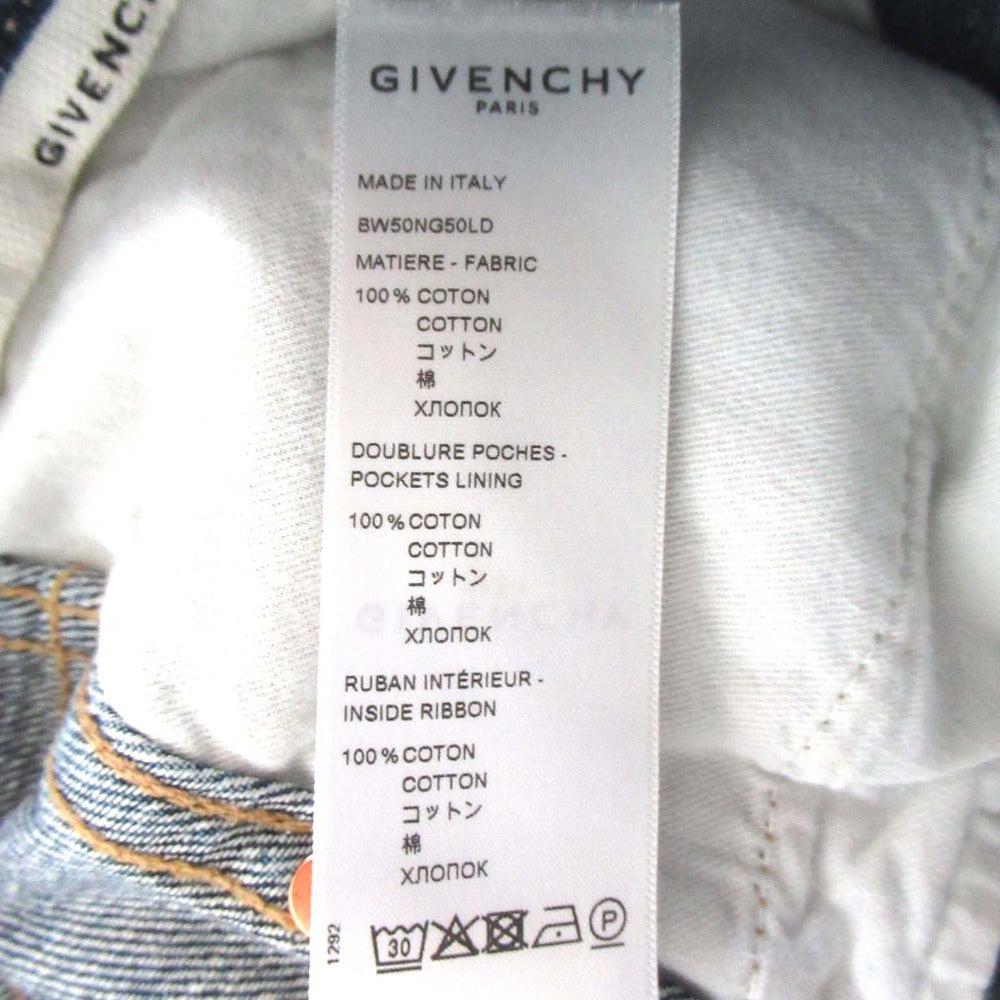 GIVENCHY
GIVENCHY
PARIS
MADE IN ITALY
BW50NG50LD
MATIERE - FABRIC
100% COTON
COTTON
コットン
棉
ХЛОПОК
DOUBLURE POCHES -
POCKETS LINING
100% COTON
COTTON
コットン
棉
ХЛОПОК
RUBAN INTÉRIEUR -
INSIDE RIBBON
100% COTON
COTTON
コットン
棉
ХЛОПОК
1292
30
P